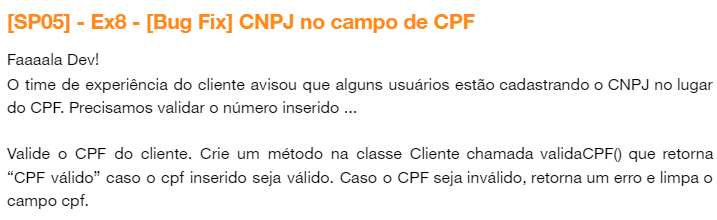 [SP05] - Ex8 - [Bug Fix] CNPJ no campo de CPF
Faaaala Dev!
O time de experiência do cliente avisou que alguns usuários estão cadastrando o CNPJ no lugar
do CPF. Precisamos validar o número inserido ...
Valide o CPF do cliente. Crie um método na classe Cliente chamada validaCPF() que retorna
“CPF válido” caso o cpf inserido seja válido. Caso o CPF seja inválido, retorna um erro e limpa o
campo cpf.